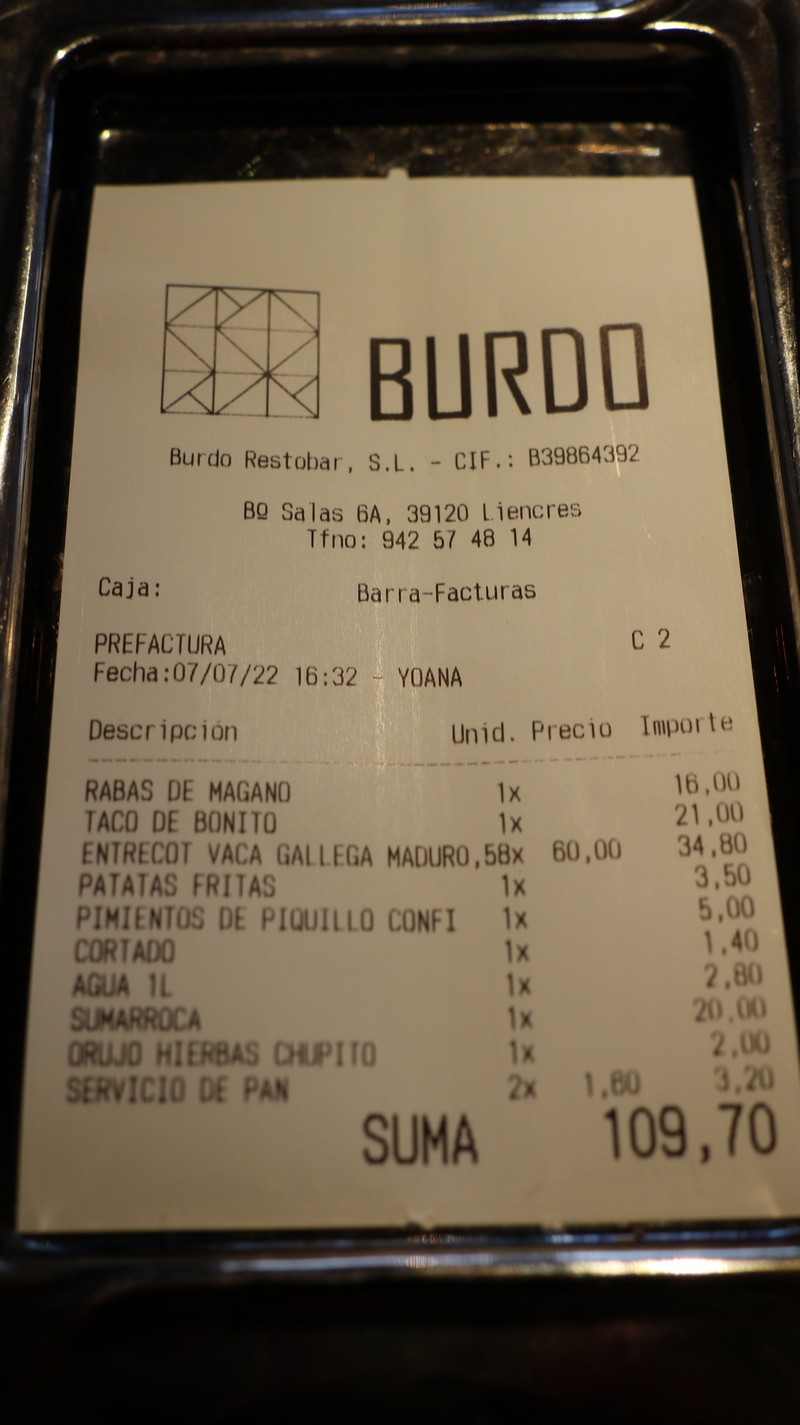 BURDO
Burdo Restobar, S.L. - CIF.: B39864392
Bº Salas 6A, 39120 Liencres
Tfno: 942 57 48 14
Caja: Barra-Facturas
PREFACTURA C 2
Fecha:07/07/22 16:32 - YOANA
Descripción Unid. Precio Importe
RABAS DE MAGANO 1x 16,00
TACO DE BONITO 1x 21,00
ENTRECOT VACA GALLEGA MADURO,58x 60,00 34,80
PATATAS FRITAS 1x 3,50
PIMIENTOS DE PIQUILLO CONFI 1x 5,00
CORTADO 1x 1,40
AGUA 1L 1x 2,80
SUMARROCA 1x 20,00
ORUJO HIERBAS CHUPITO 1x 2,00
SERVICIO DE PAN 2x 1,60 3,20
SUMA 109,70